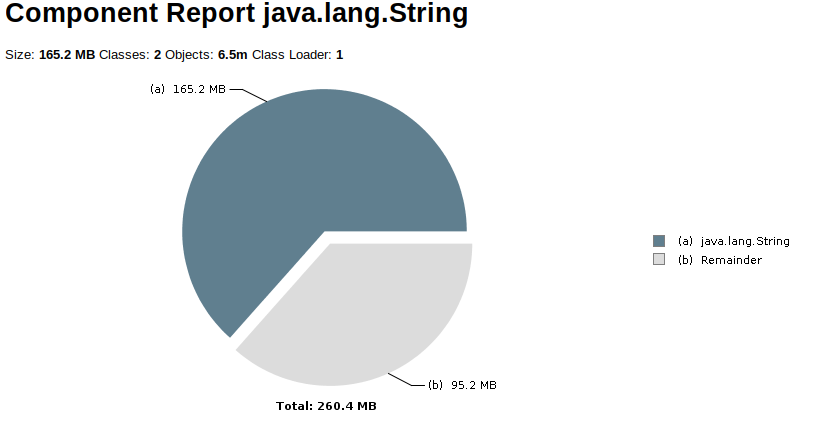 Component Report java.lang.String
Size: 165.2 MB Classes: 2 Objects: 6.5m Class Loader: 1
(a) 165.2 MB
(a) java.lang.String
(b) Remainder
(b) 95.2 MB
Total: 260.4 MB